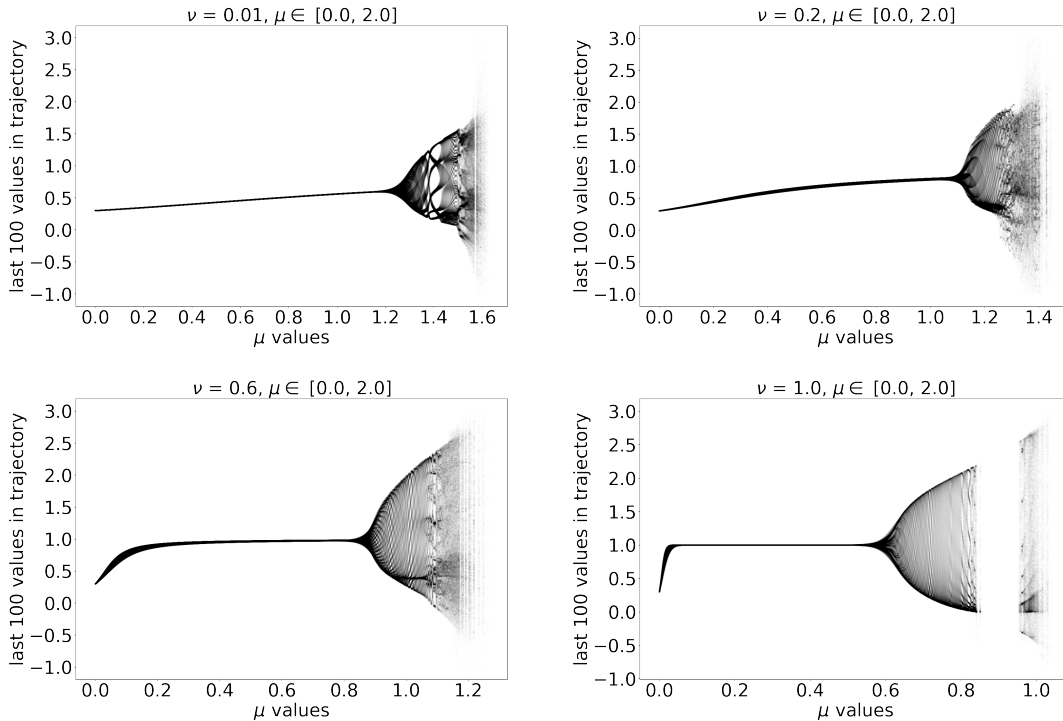 ν = 0.01, μ ∈ [0.0, 2.0]
last 100 values in trajectory
3.0
2.5
2.0
1.5
1.0
0.5
0.0
−0.5
−1.0
0.0 0.2 0.4 0.6 0.8 1.0 1.2 1.4 1.6
μ values
ν = 0.2, μ ∈ [0.0, 2.0]
last 100 values in trajectory
3.0
2.5
2.0
1.5
1.0
0.5
0.0
−0.5
−1.0
0.0 0.2 0.4 0.6 0.8 1.0 1.2 1.4
μ values
ν = 0.6, μ ∈ [0.0, 2.0]
last 100 values in trajectory
3.0
2.5
2.0
1.5
1.0
0.5
0.0
−0.5
−1.0
0.0 0.2 0.4 0.6 0.8 1.0 1.2
μ values
ν = 1.0, μ ∈ [0.0, 2.0]
last 100 values in trajectory
3.0
2.5
2.0
1.5
1.0
0.5
0.0
−0.5
−1.0
0.0 0.2 0.4 0.6 0.8 1.0
μ values